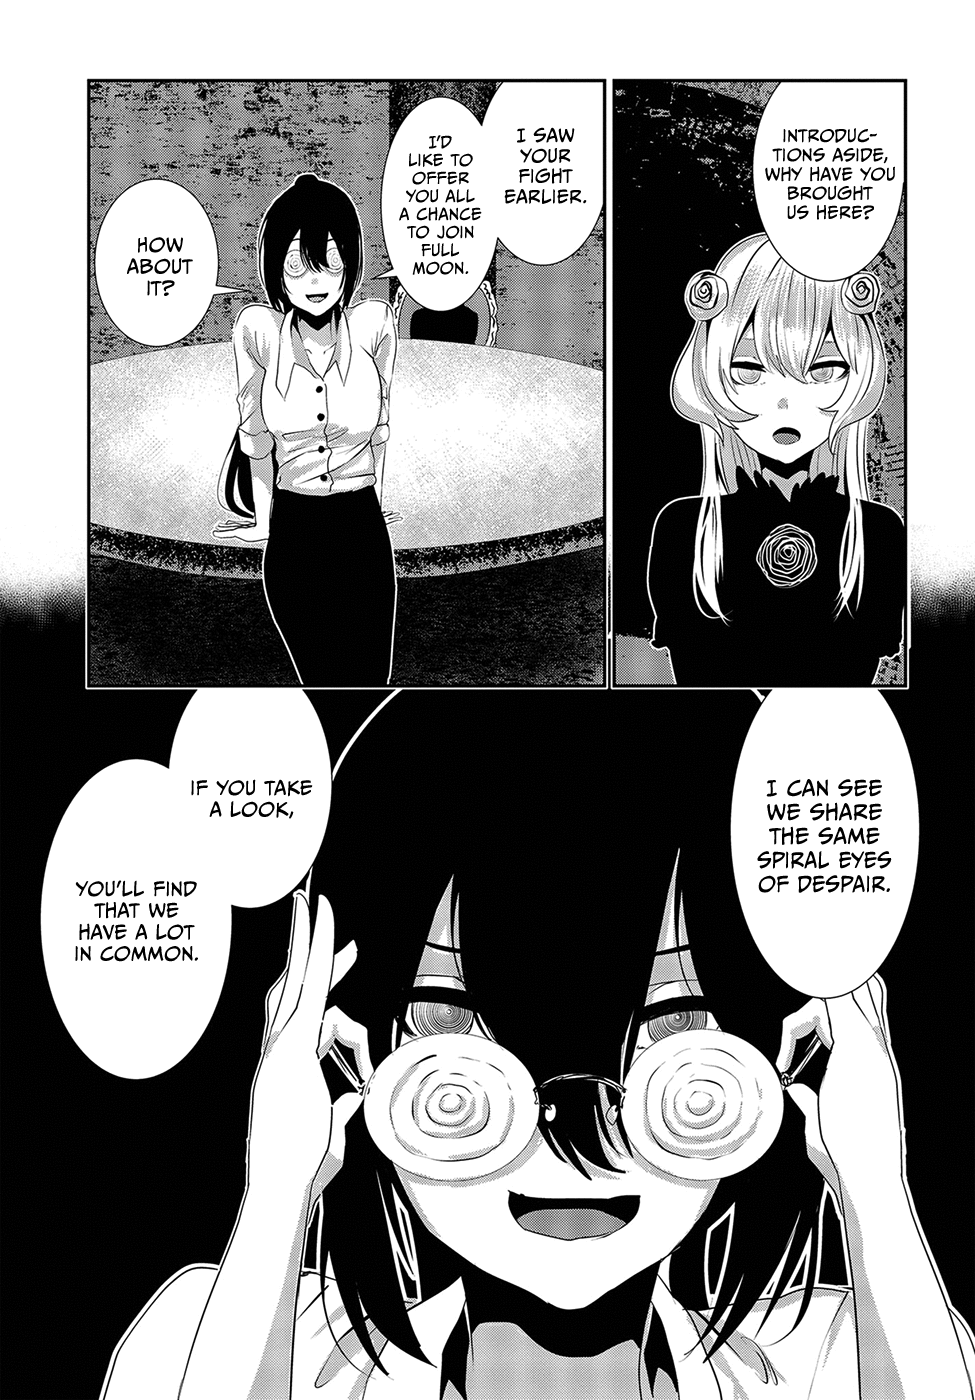 INTRODUC-
TIONS ASIDE,
WHY HAVE YOU
BROUGHT
US HERE?
I SAW
YOUR
FIGHT
EARLIER.
I'D
LIKE TO
OFFER
YOU ALL
A CHANCE
TO JOIN
FULL
MOON.
HOW
ABOUT
IT?
I CAN SEE
WE SHARE
THE SAME
SPIRAL EYES
OF DESPAIR.
IF YOU TAKE
A LOOK,
YOU'LL FIND
THAT WE
HAVE A LOT
IN COMMON.